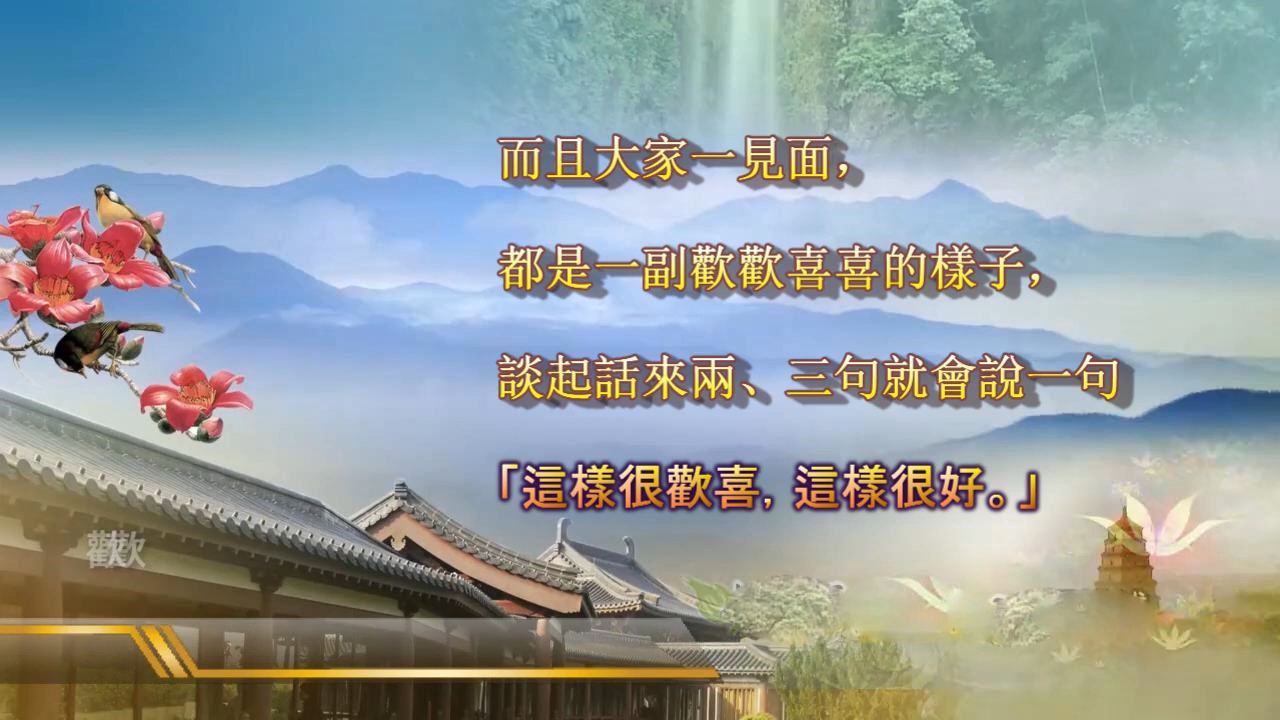 而且大家一見面，
都是一副歡歡喜喜的樣子，
談起話來兩、三句就會說一句
「這樣很歡喜，這樣很好。」